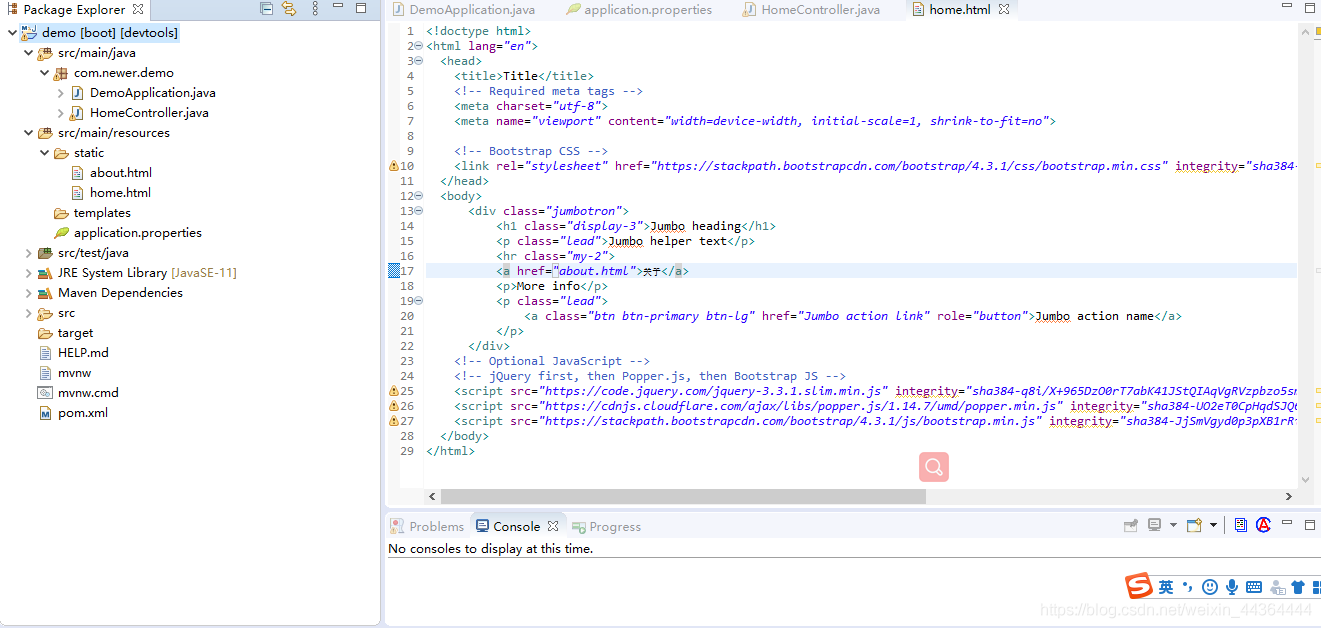 Package Explorer
demo [boot] [devtools]
src/main/java
com.newer.demo
DemoApplication.java
HomeController.java
src/main/resources
static
about.html
home.html
templates
application.properties
src/test/java
JRE System Library [JavaSE-11]
Maven Dependencies
src
target
HELP.md
mvnw
mvnw.cmd
pom.xml
DemoApplication.java application.properties HomeController.java home.html
1 <!doctype html>
2 <html lang="en">
3 <head>
4 <title>Title</title>
5 <!-- Required meta tags -->
6 <meta charset="utf-8">
7 <meta name="viewport" content="width=device-width, initial-scale=1, shrink-to-fit=no">
8
9 <!-- Bootstrap CSS -->
10 <link rel="stylesheet" href="https://stackpath.bootstrapcdn.com/bootstrap/4.3.1/css/bootstrap.min.css" integrity="sha384-
11 </head>
12 <body>
13 <div class="jumbotron">
14 <h1 class="display-3">Jumbo heading</h1>
15 <p class="lead">Jumbo helper text</p>
16 <hr class="my-2">
17 <a href="about.html">关于</a>
18 <p>More info</p>
19 <p class="lead">
20 <a class="btn btn-primary btn-lg" href="Jumbo action link" role="button">Jumbo action name</a>
21 </p>
22 </div>
23 <!-- Optional JavaScript -->
24 <!-- jQuery first, then Popper.js, then Bootstrap JS -->
25 <script src="https://code.jquery.com/jquery-3.3.1.slim.min.js" integrity="sha384-q8i/X+965DzO0rT7abK41JStQIAqVgRVzpbzo5sm
26 <script src="https://cdnjs.cloudflare.com/ajax/libs/popper.js/1.14.7/umd/popper.min.js" integrity="sha384-UO2eT0CpHqdSJQ6
27 <script src="https://stackpath.bootstrapcdn.com/bootstrap/4.3.1/js/bootstrap.min.js" integrity="sha384-JjSmVgyd0p3pXB1rR
28 </body>
29 </html>
Problems Console Progress
No consoles to display at this time.
英
https://blog.csdn.net/weixin_44364444